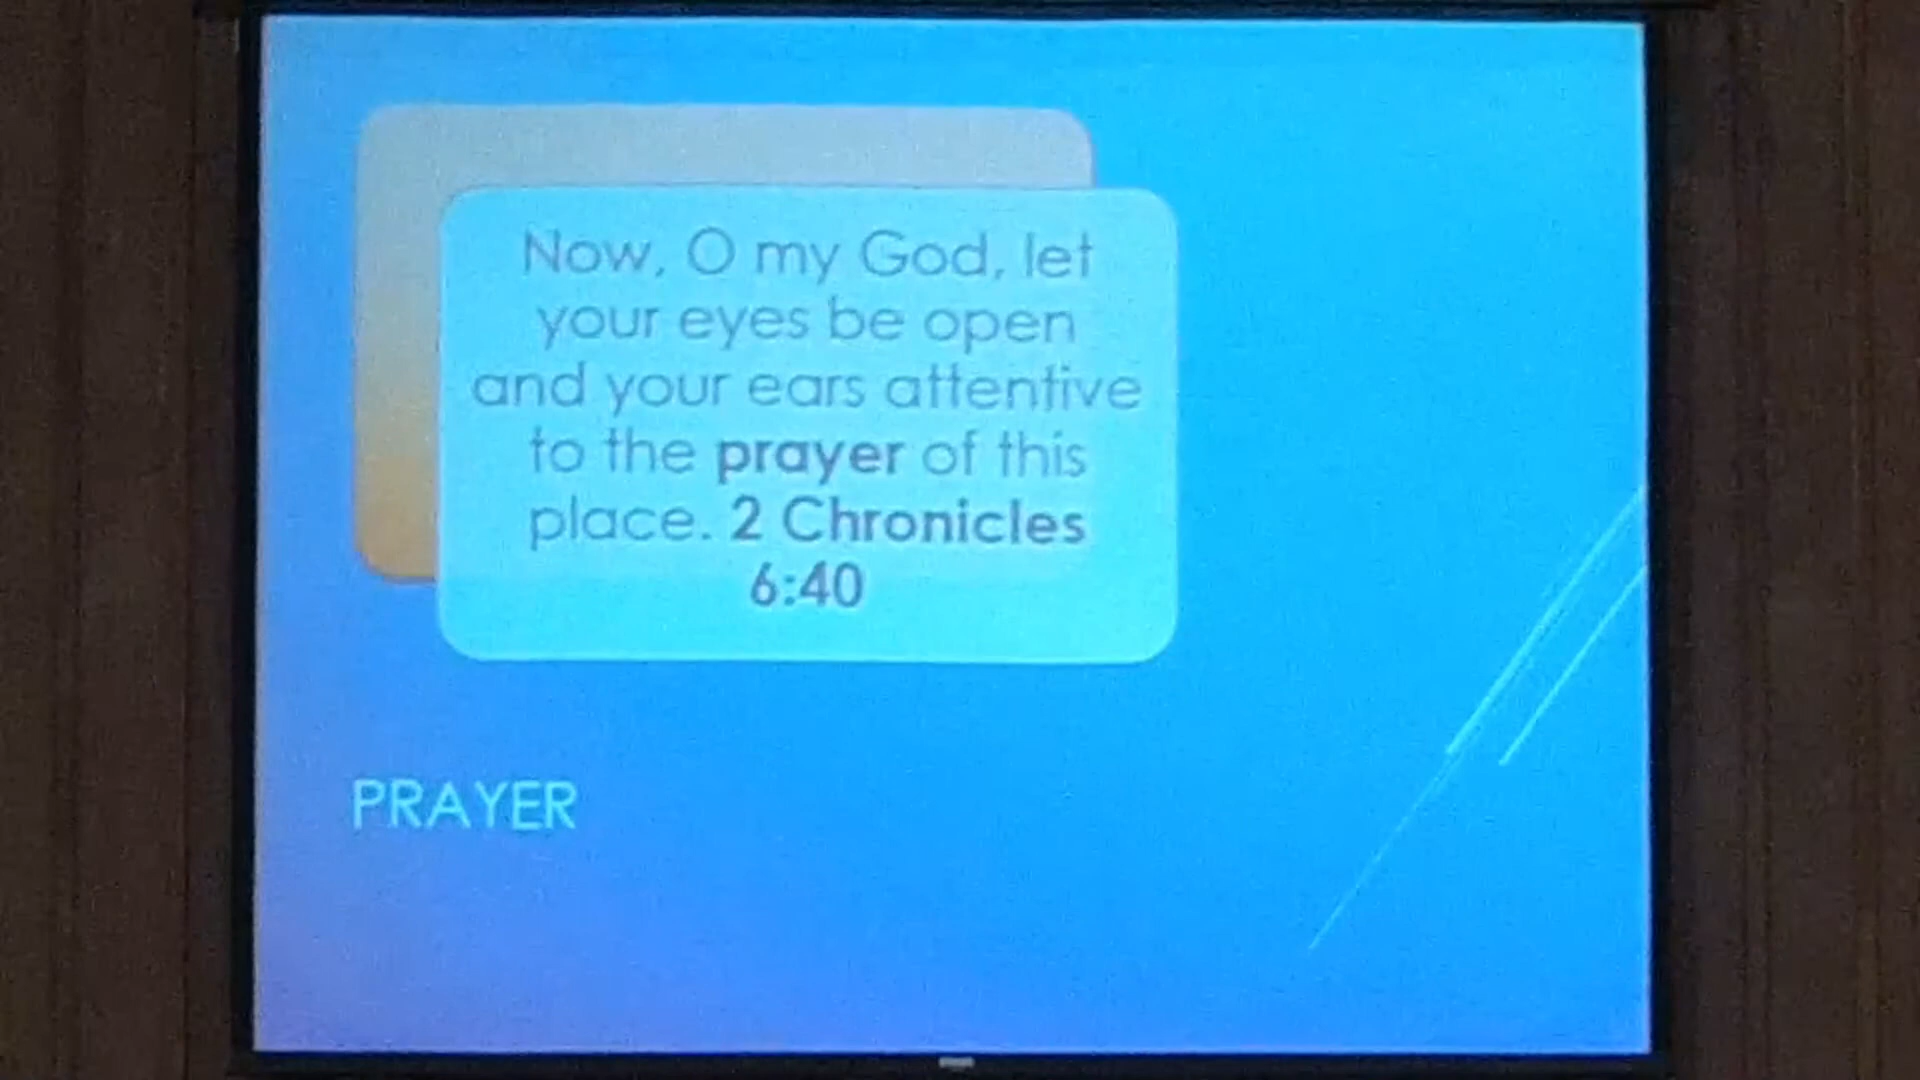 Now, O my God, let
your eyes be open
and your ears attentive
to the prayer of this
place. 2 Chronicles
6:40
PRAYER